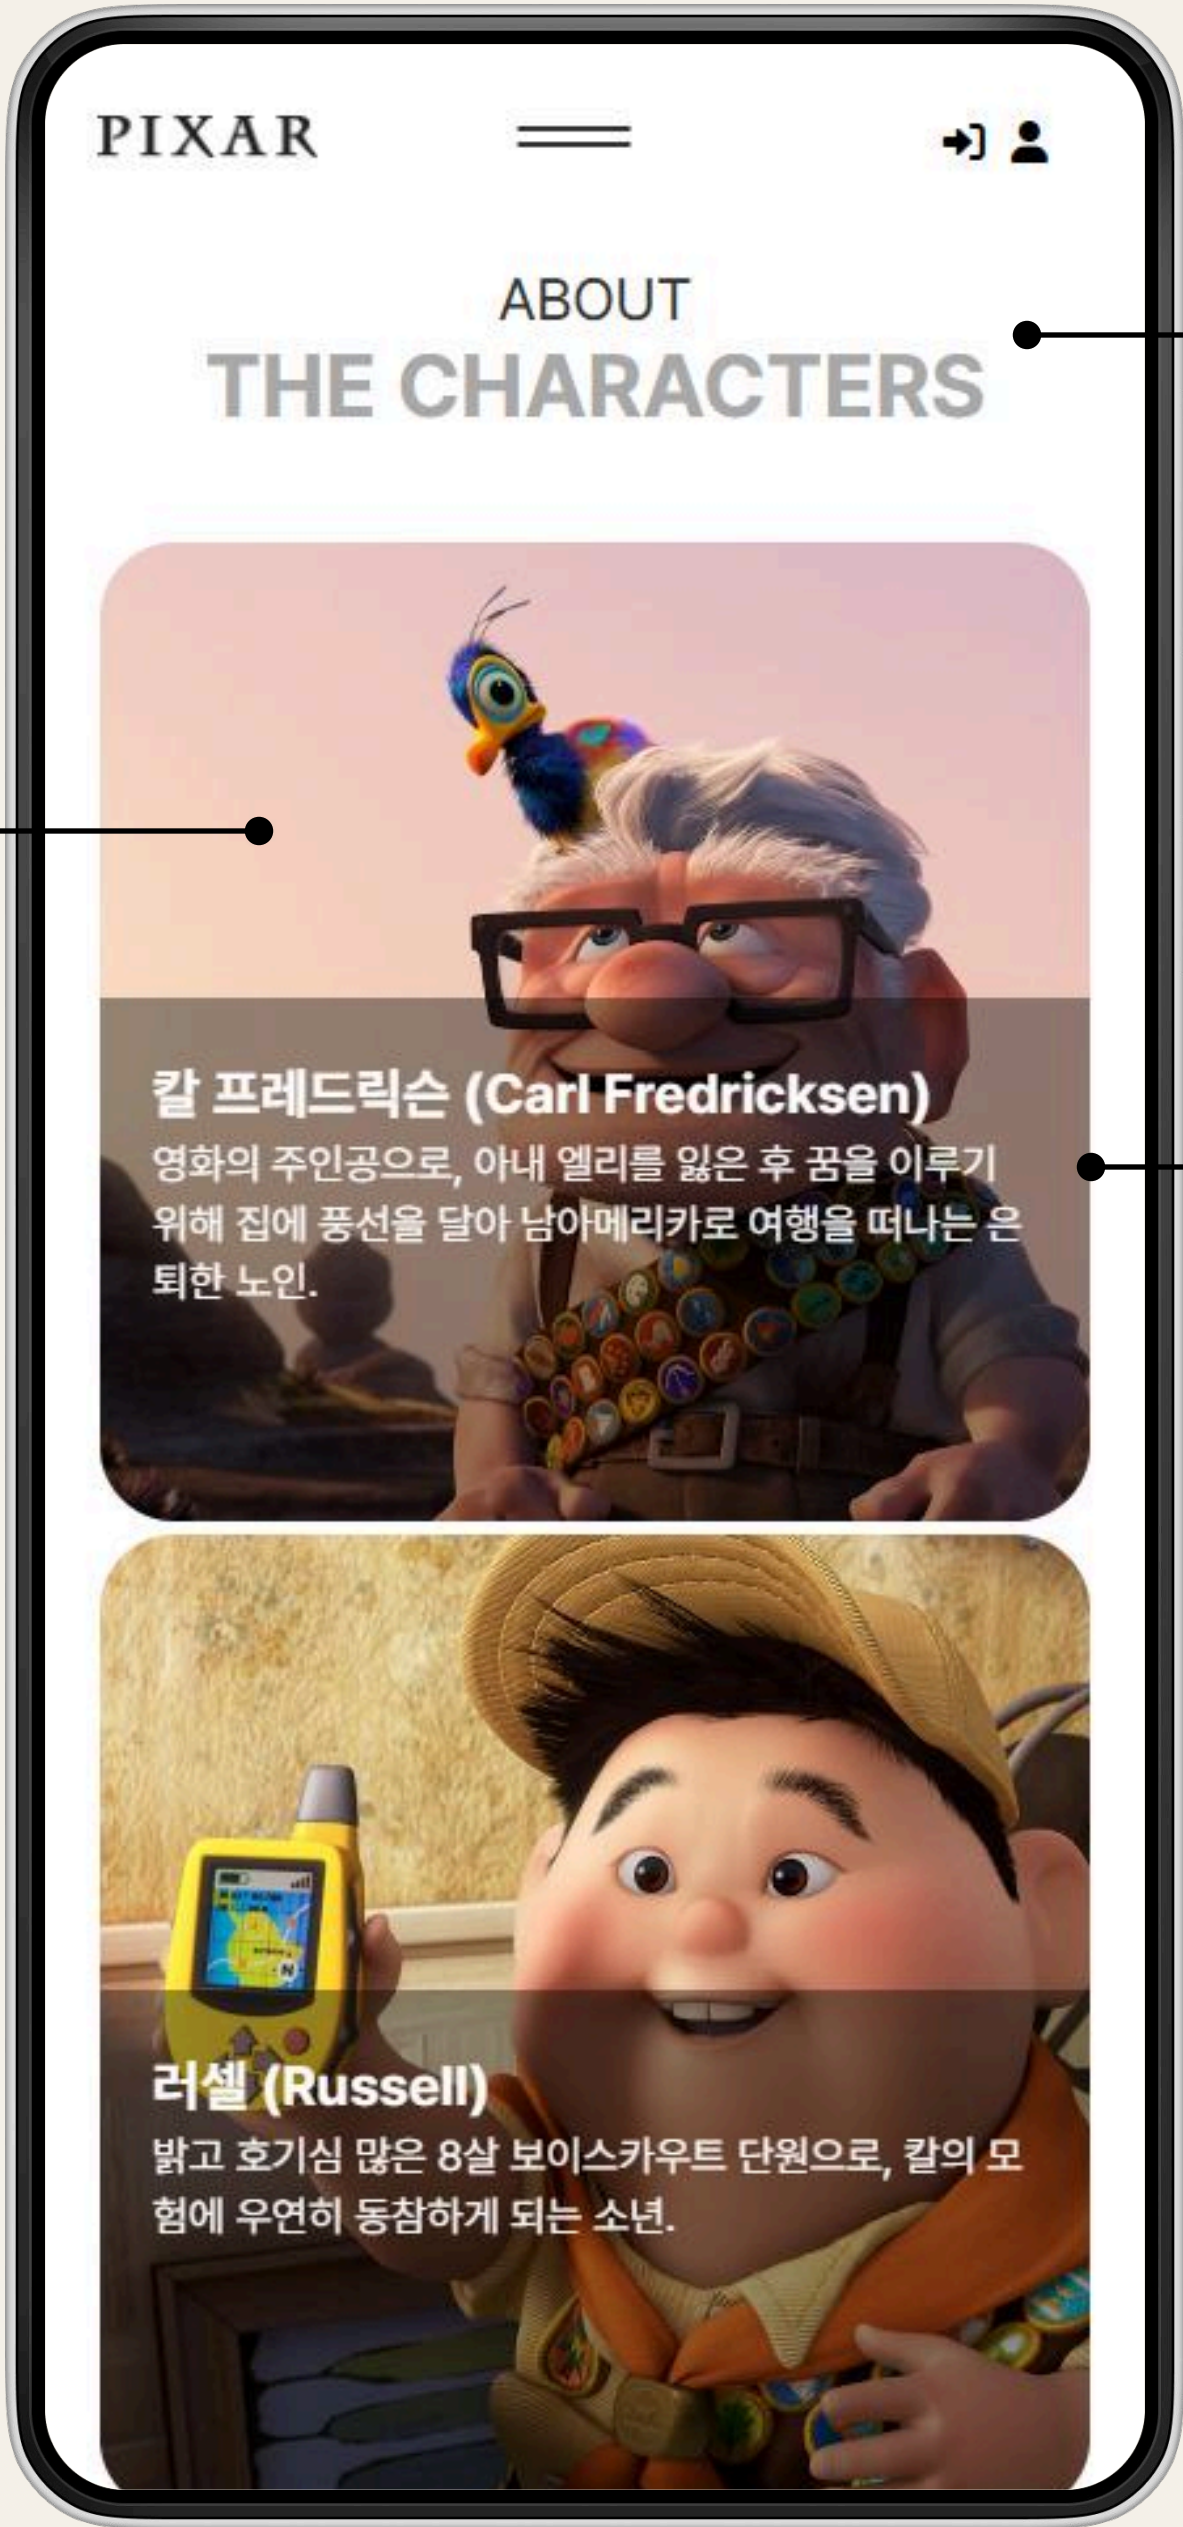 PIXAR
ABOUT
THE CHARACTERS
칼 프레드릭슨 (Carl Fredricksen)
영화의 주인공으로, 아내 엘리를 잃은 후 꿈을 이루기
위해 집에 풍선을 달아 남아메리카로 여행을 떠나는 은
퇴한 노인.
N
러셀 (Russell)
밝고 호기심 많은 8살 보이스카우트 단원으로, 칼의 모
험에 우연히 동참하게 되는 소년.